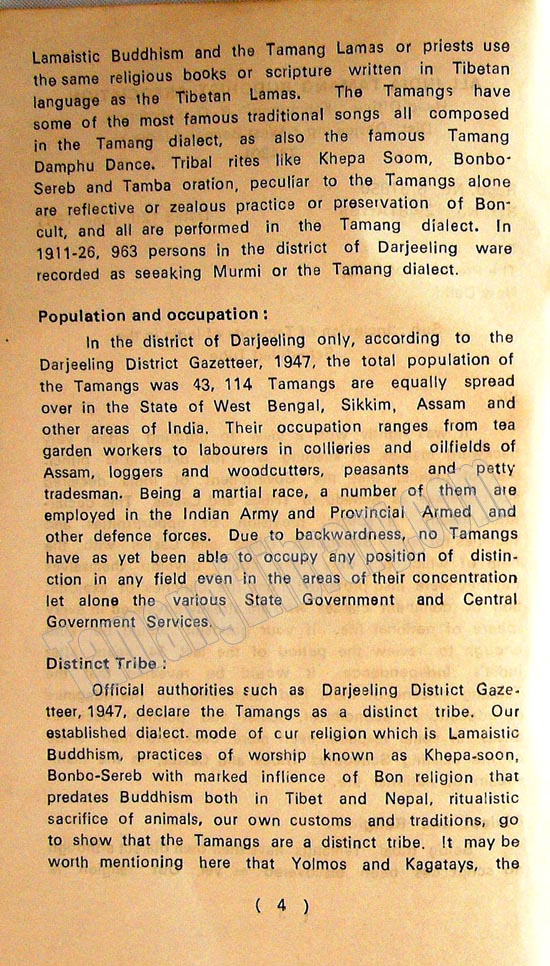 Lamaistic Buddhism and the Tamang Lamas or priests use
the same religious books or scripture written in Tibetan
language as the Tibetan Lamas. The Tamangs have
some of the most famous traditional songs all composed
in the Tamang dialect, as also the famous Tamang
Damphu Dance. Tribal rites like Khepa Soom, Bonbo-
Sereb and Tamba oration, peculiar to the Tamangs alone
are reflective or zealous practice or preservation of Bon-
cult, and all are performed in the Tamang dialect. In
1911-26, 963 persons in the district of Darjeeling ware
recorded as seeaking Murmi or the Tamang dialect.
Population and occupation :
In the district of Darjeeling only, according to the
Darjeeling District Gazetteer, 1947, the total population of
the Tamangs was 43, 114 Tamangs are equally spread
over in the State of West Bengal, Sikkim, Assam and
other areas of India. Their occupation ranges from tea
garden workers to labourers in collieries and oilfields of
Assam, loggers and woodcutters, peasants and petty
tradesman. Being a martial race, a number of them are
employed in the Indian Army and Provincial Armed and
other defence forces. Due to backwardness, no Tamangs
have as yet been able to occupy any position of distin-
ction in any field even in the areas of their concentration
let alone the various State Government and Central
Government Services.
Distinct Tribe :
Official authorities such as Darjeeling District Gaze-
tteer, 1947, declare the Tamangs as a distinct tribe. Our
established dialect. mode of our religion which is Lamaistic
Buddhism, practices of worship known as Khepa-soon,
Bonbo-Sereb with marked inflience of Bon religion that
predates Buddhism both in Tibet and Nepal, ritualistic
sacrifice of animals, our own customs and traditions, go
to show that the Tamangs are a distinct tribe. It may be
worth mentioning here that Yolmos and Kagatays, the
( 4 )